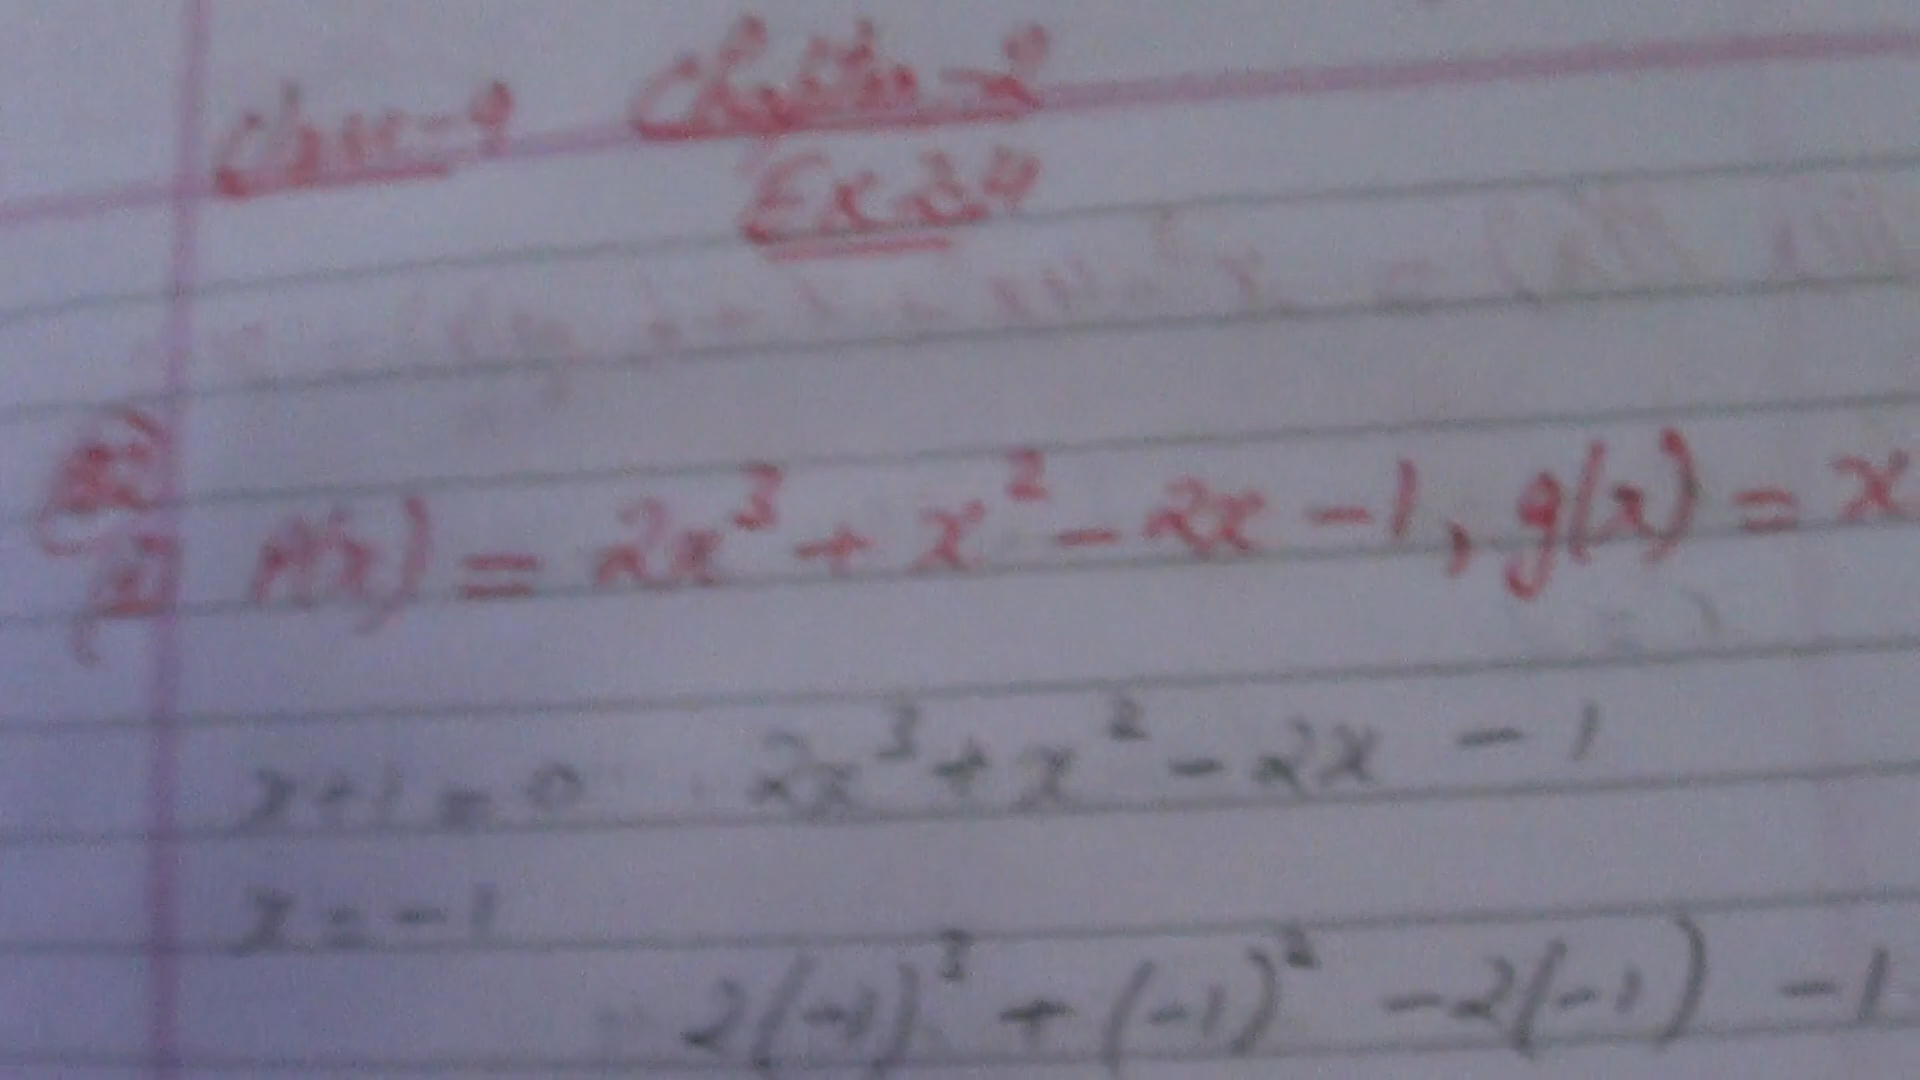 Class-9 Chapter-2
Ex 2.4
P(x) = 2x³ + x² - 2x - 1, g(x) = x
x+1 = 0 2x³ + x² - 2x - 1
x = -1
2(-1)³ + (-1)² - 2(-1) - 1